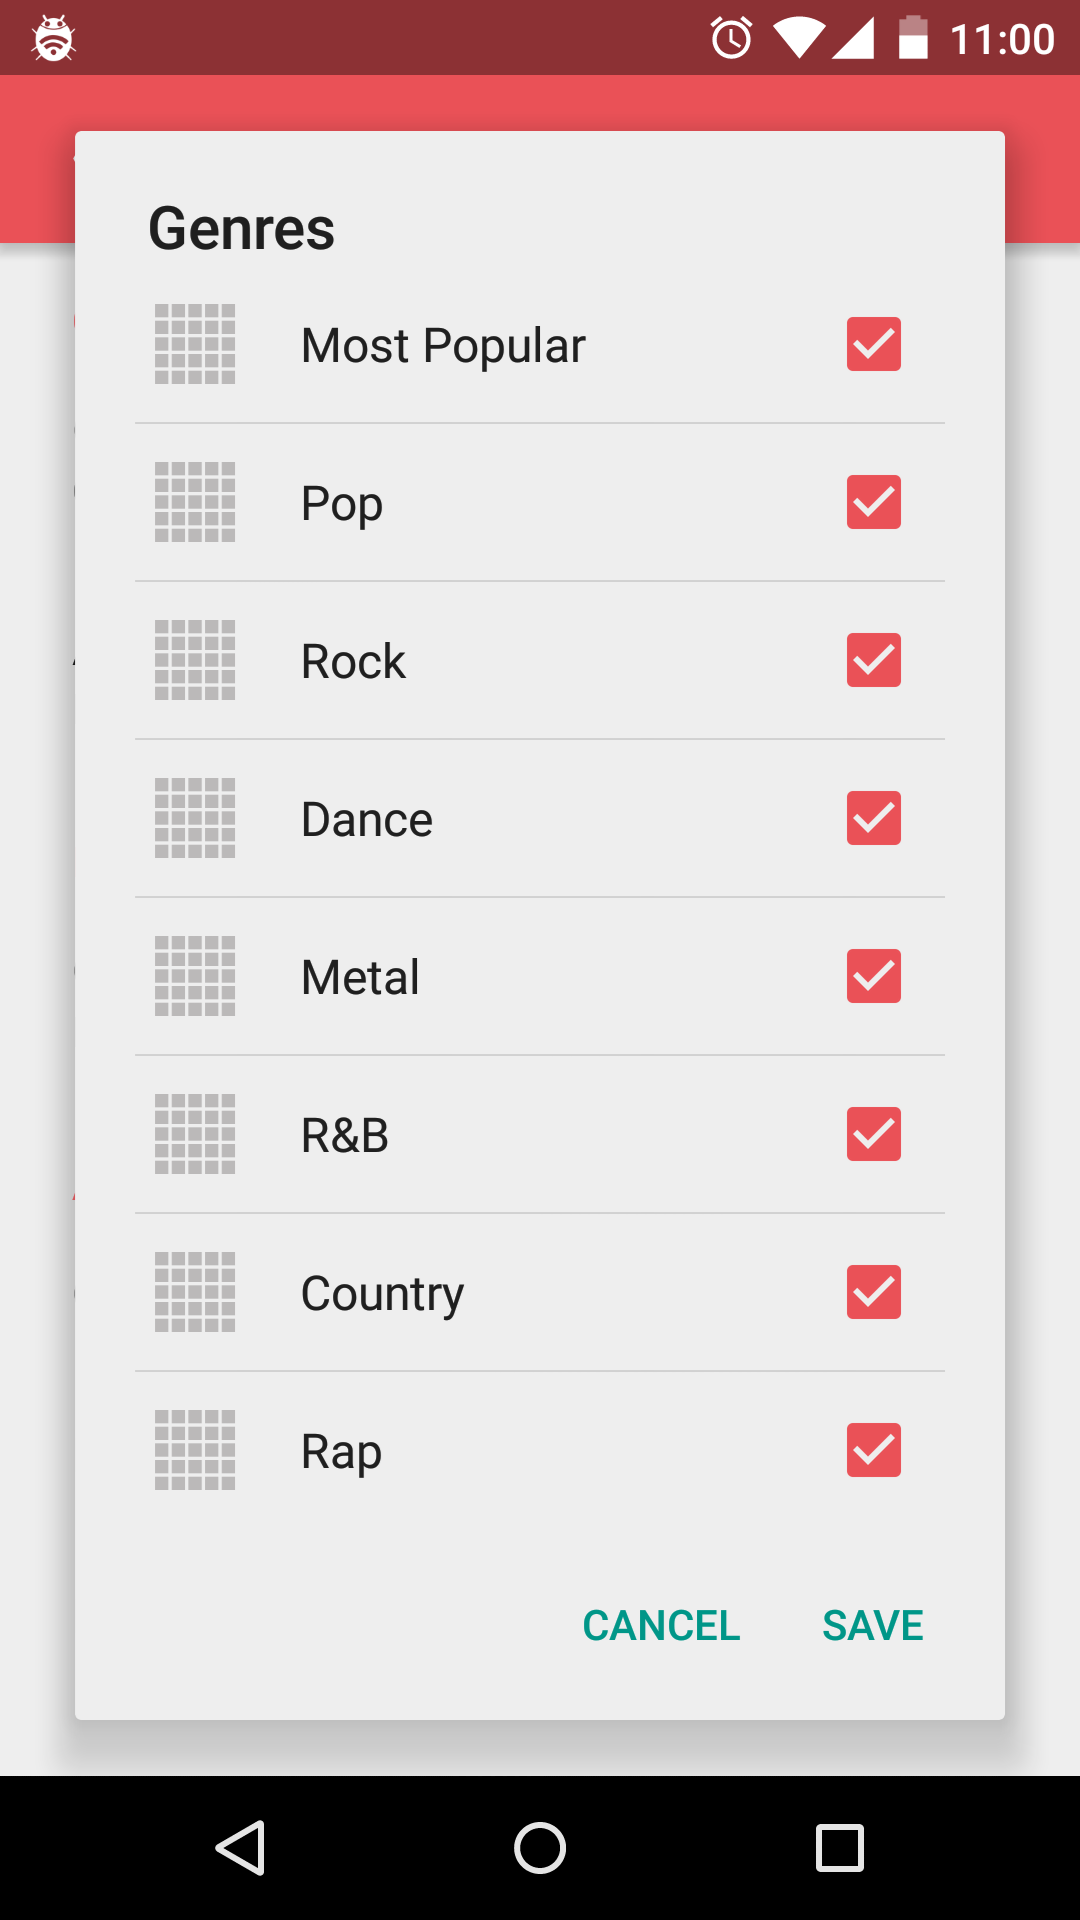 11:00
Genres
Most Popular
Pop
Rock
Dance
Metal
R&B
Country
Rap
CANCEL SAVE